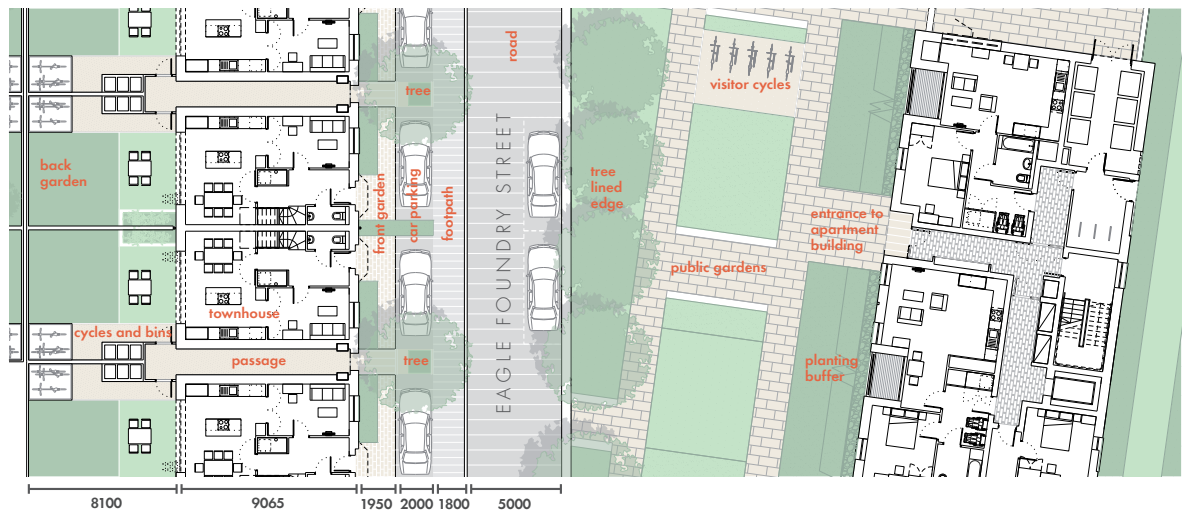 road
tree
visitor cycles
back
garden
front garden
car parking
footpath
EAGLE FOUNDRY STREET
tree
lined
edge
entrance to
apartment
building
public gardens
townhouse
cycles and bins
passage
tree
planting
buffer
8100
9065
1950
2000
1800
5000